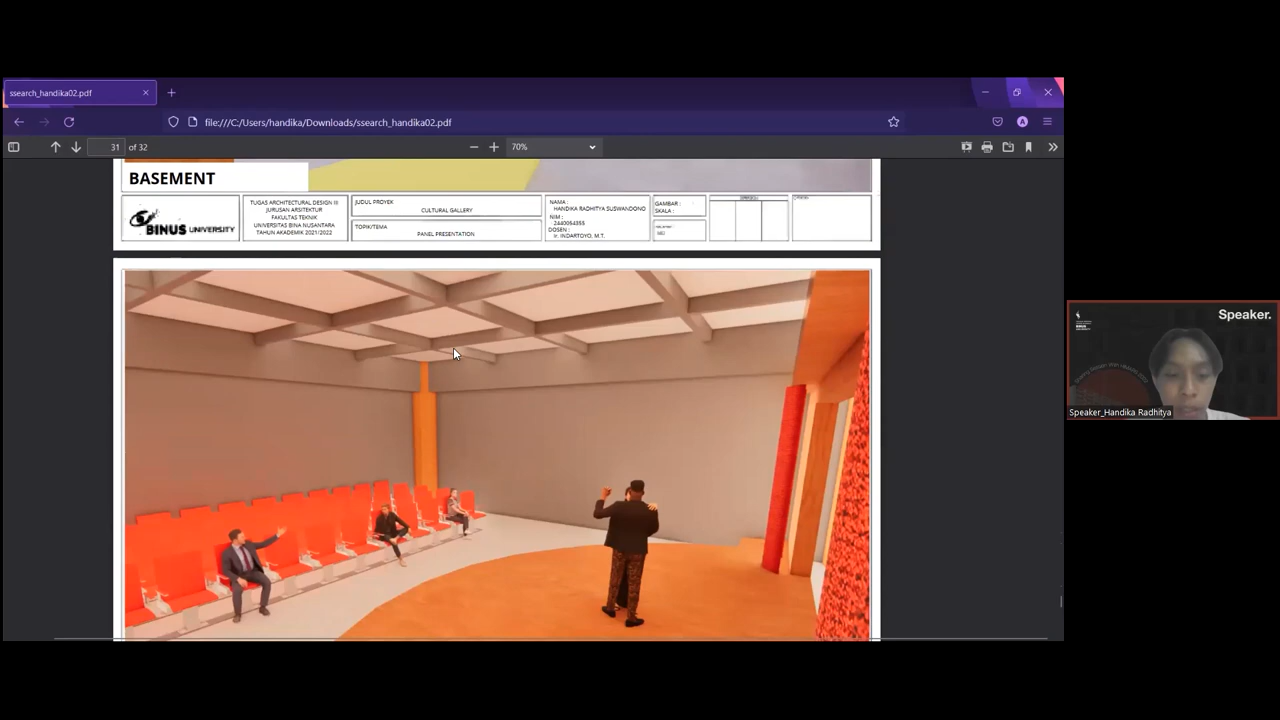 ssearch_handika02.pdf
file:///C:/Users/handika/Downloads/ssearch_handika02.pdf
31 of 32
70%
BASEMENT
BINUS UNIVERSITY
TUGAS ARCHITECTURAL DESIGN III
JURUSAN ARSITEKTUR
FAKULTAS TEKNIK
UNIVERSITAS BINA NUSANTARA
TAHUN AKADEMIK 2021/2022
JUDUL PROYEK
CULTURAL GALLERY
TOPIK/TEMA
PANEL PRESENTATION
NAMA :
HANDIKA RADHITYA SUSWANDONO
NIM :
2440054355
DOSEN :
Ir. INDARTOYO, M.T.
GAMBAR :
SKALA :
Speaker.
Speaker_Handika Radhitya